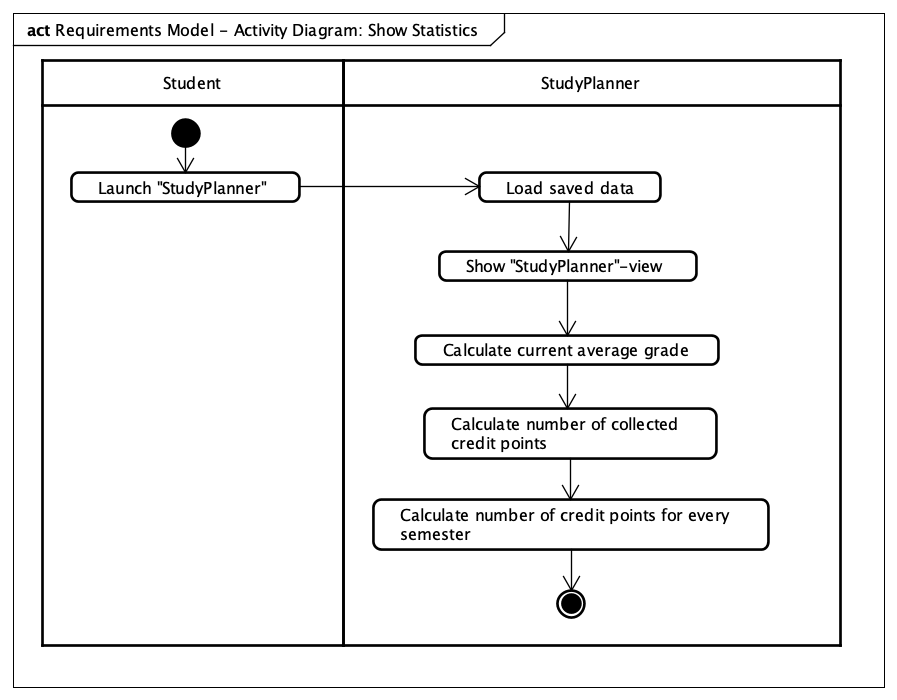 act Requirements Model - Activity Diagram: Show Statistics
Student
StudyPlanner
Launch "StudyPlanner"
Load saved data
Show "StudyPlanner"-view
Calculate current average grade
Calculate number of collected
credit points
Calculate number of credit points for every
semester